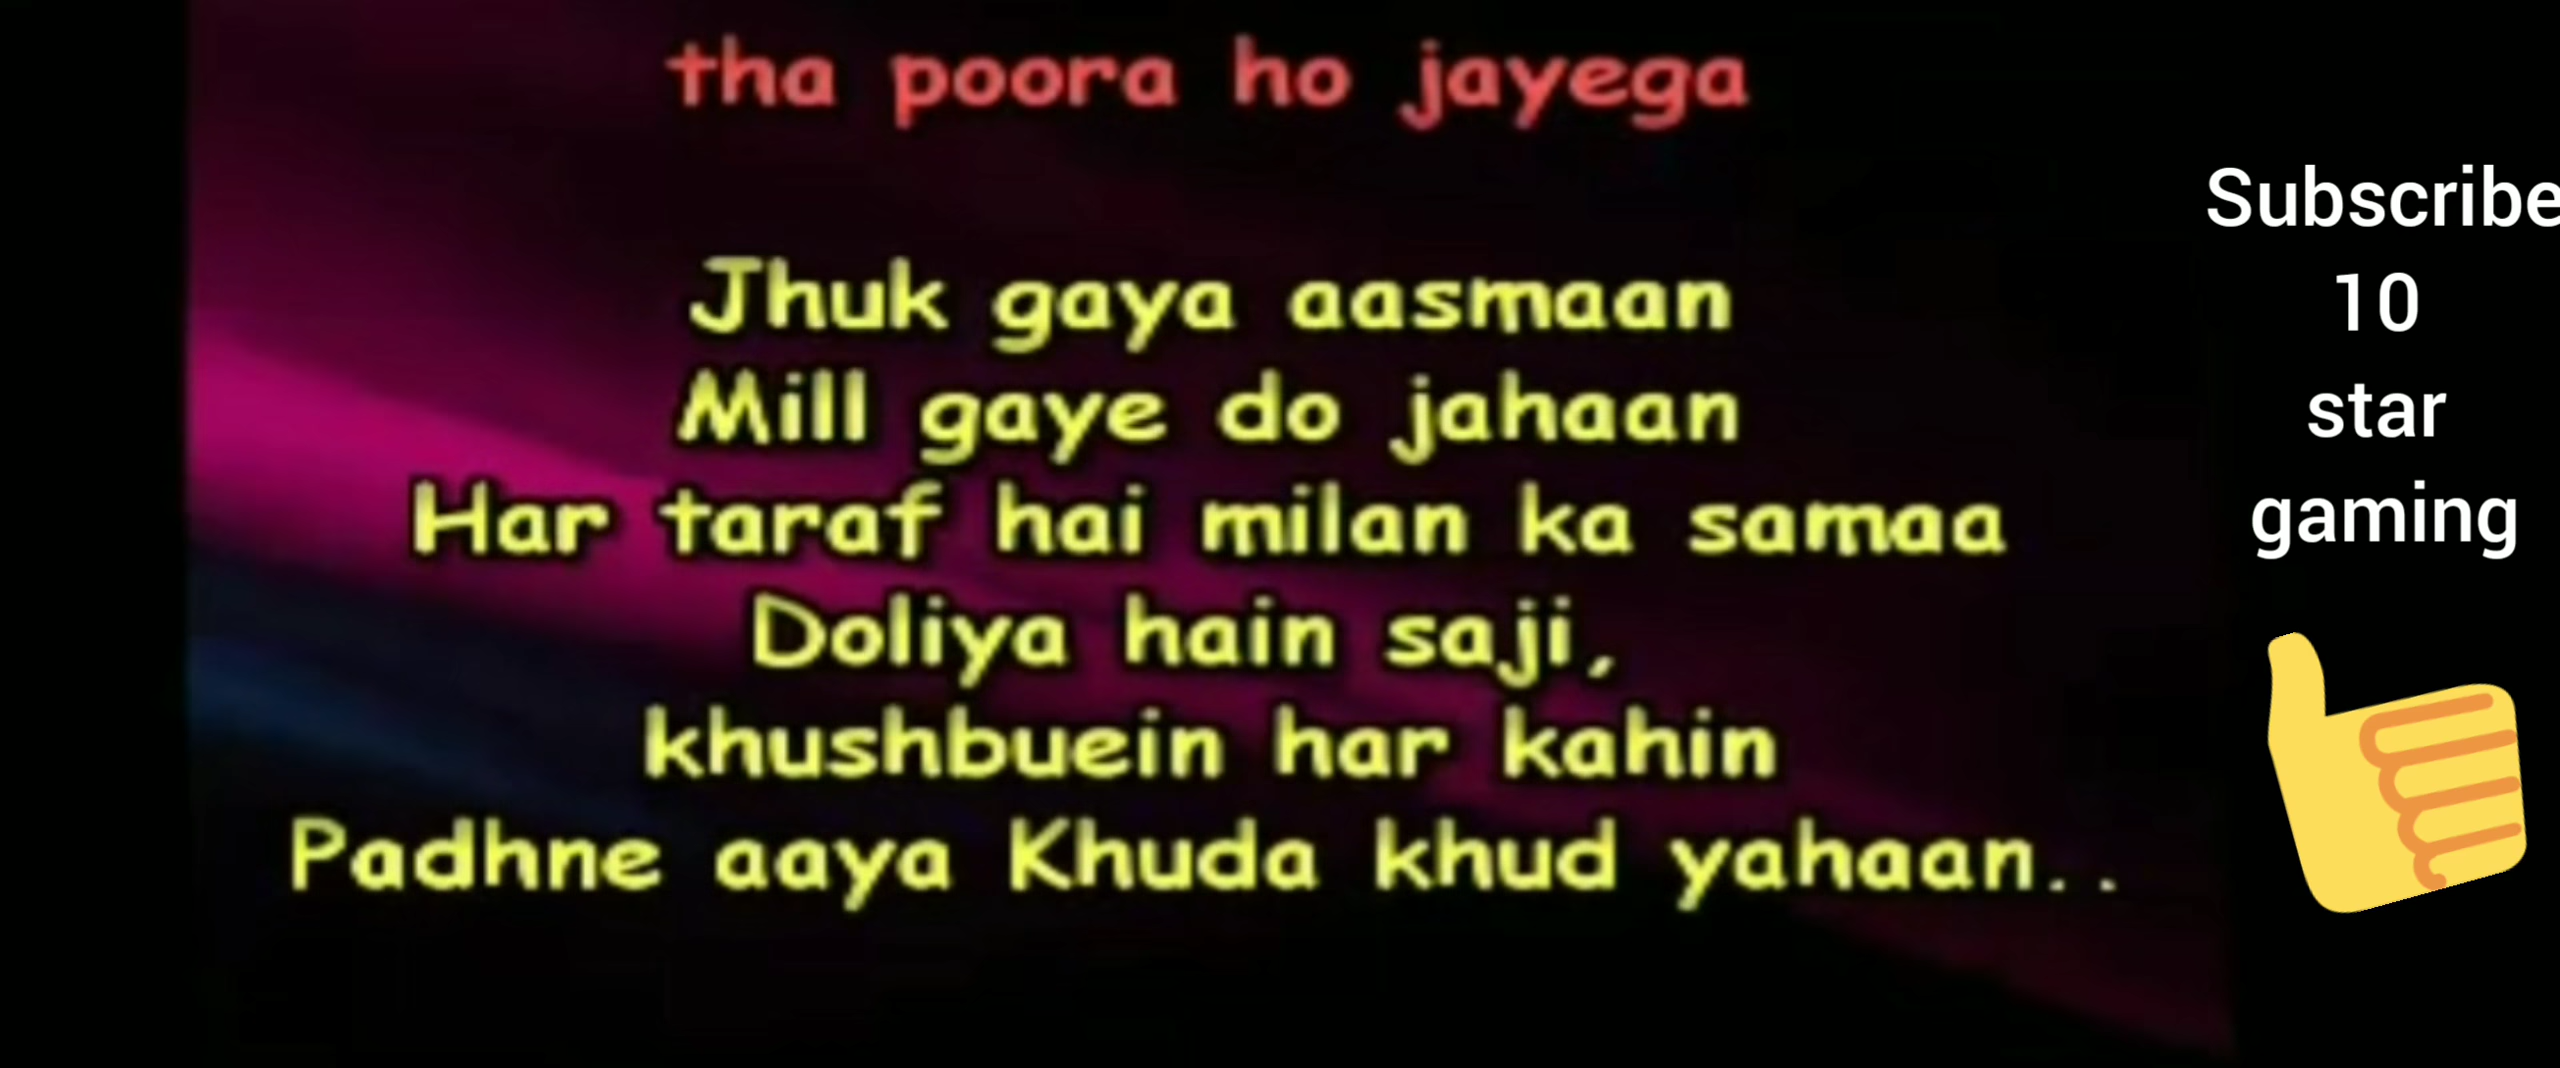 tha poora ho jayega
Jhuk gaya aasmaan
Mill gaye do jahaan
Har taraf hai milan ka samaa
Doliya hain saji,
khushbuein har kahin
Padhne aaya Khuda khud yahaan..
Subscribe
10
star
gaming